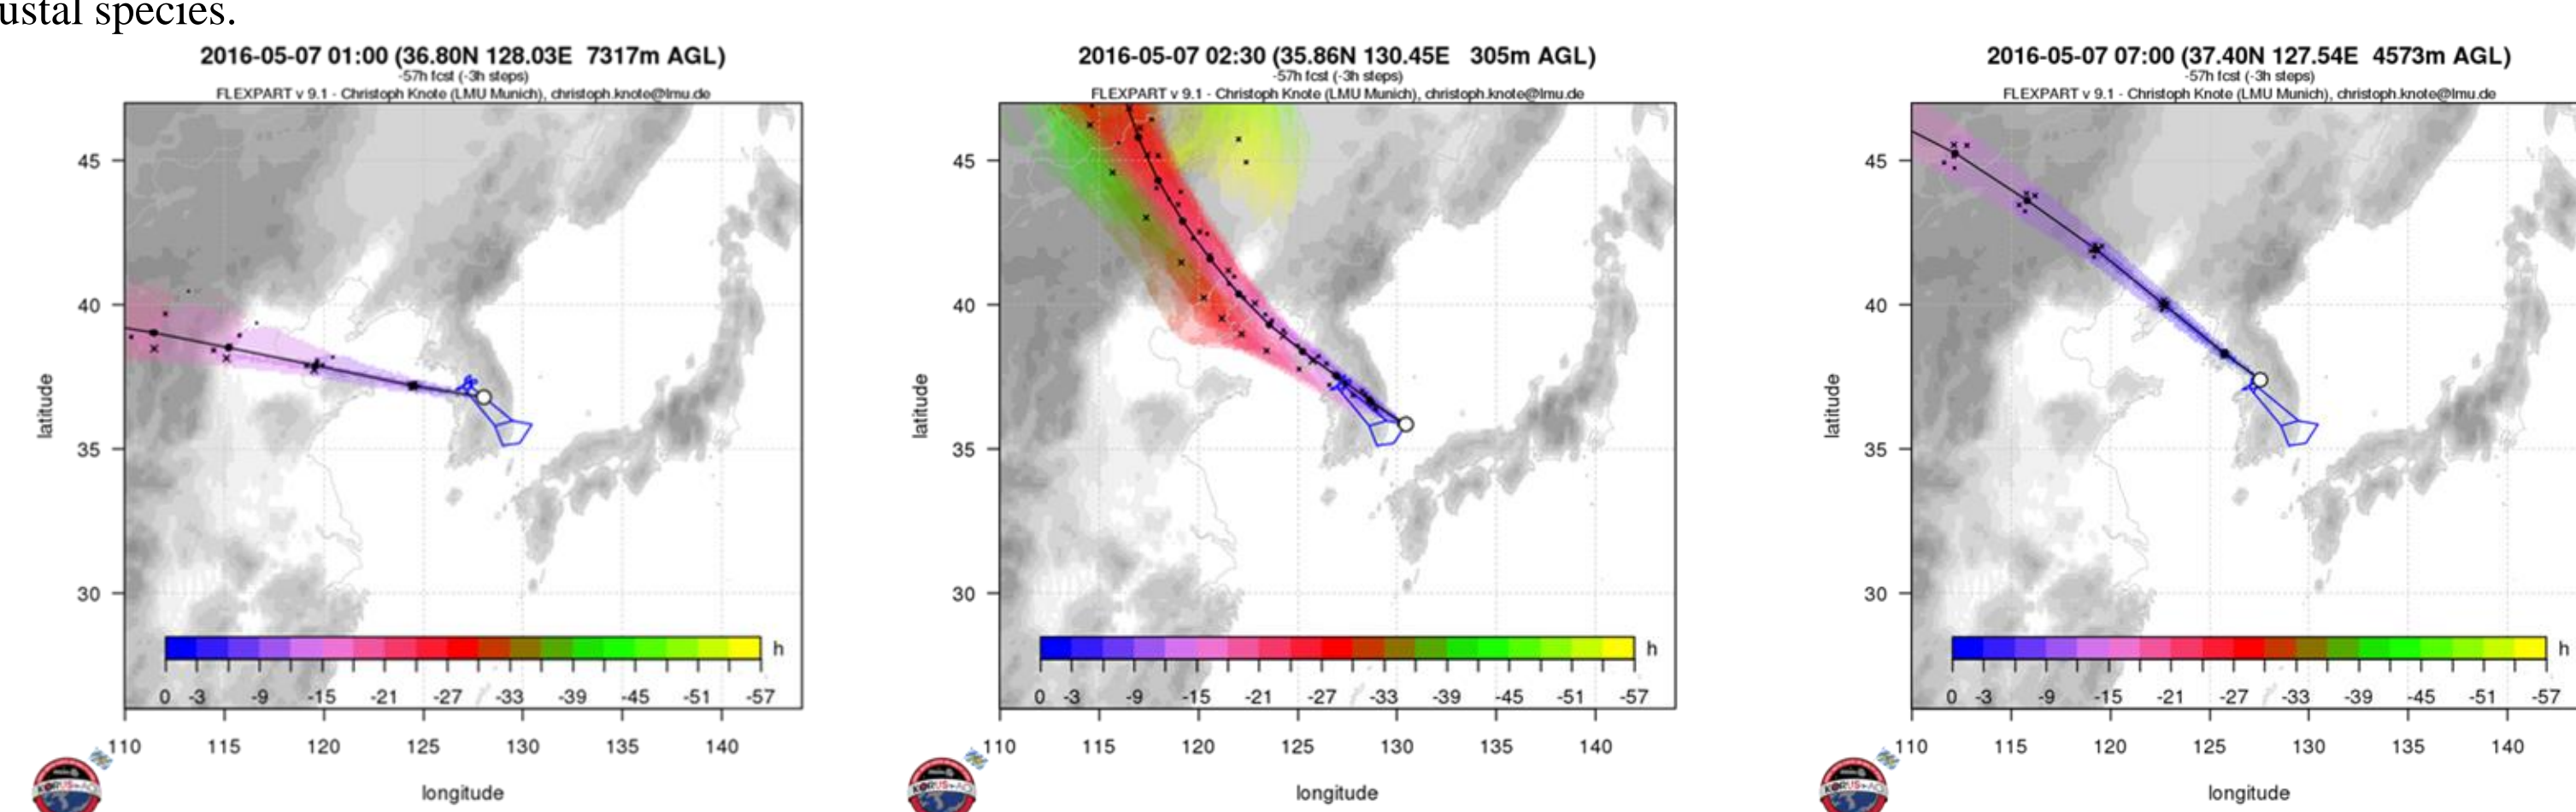 ustal species.
2016-05-07 01:00 (36.80N 128.03E 7317m AGL)
-57h fcst (-3h steps)
FLEXPART v 9.1 - Christoph Knote (LMU Munich), christoph.knote@lmu.de
45
40
35
30
latitude
0 -3 -9 -15 -21 -27 -33 -39 -45 -51 -57
h
110 115 120 125 130 135 140
longitude
KORUS-AQ
2016-05-07 02:30 (35.86N 130.45E 305m AGL)
-57h fcst (-3h steps)
FLEXPART v 9.1 - Christoph Knote (LMU Munich), christoph.knote@lmu.de
45
40
35
30
latitude
0 -3 -9 -15 -21 -27 -33 -39 -45 -51 -57
h
110 115 120 125 130 135 140
longitude
KORUS-AQ
2016-05-07 07:00 (37.40N 127.54E 4573m AGL)
-57h fcst (-3h steps)
FLEXPART v 9.1 - Christoph Knote (LMU Munich), christoph.knote@lmu.de
45
40
35
30
latitude
0 -3 -9 -15 -21 -27 -33 -39 -45 -51 -57
h
110 115 120 125 130 135 140
longitude
KORUS-AQ